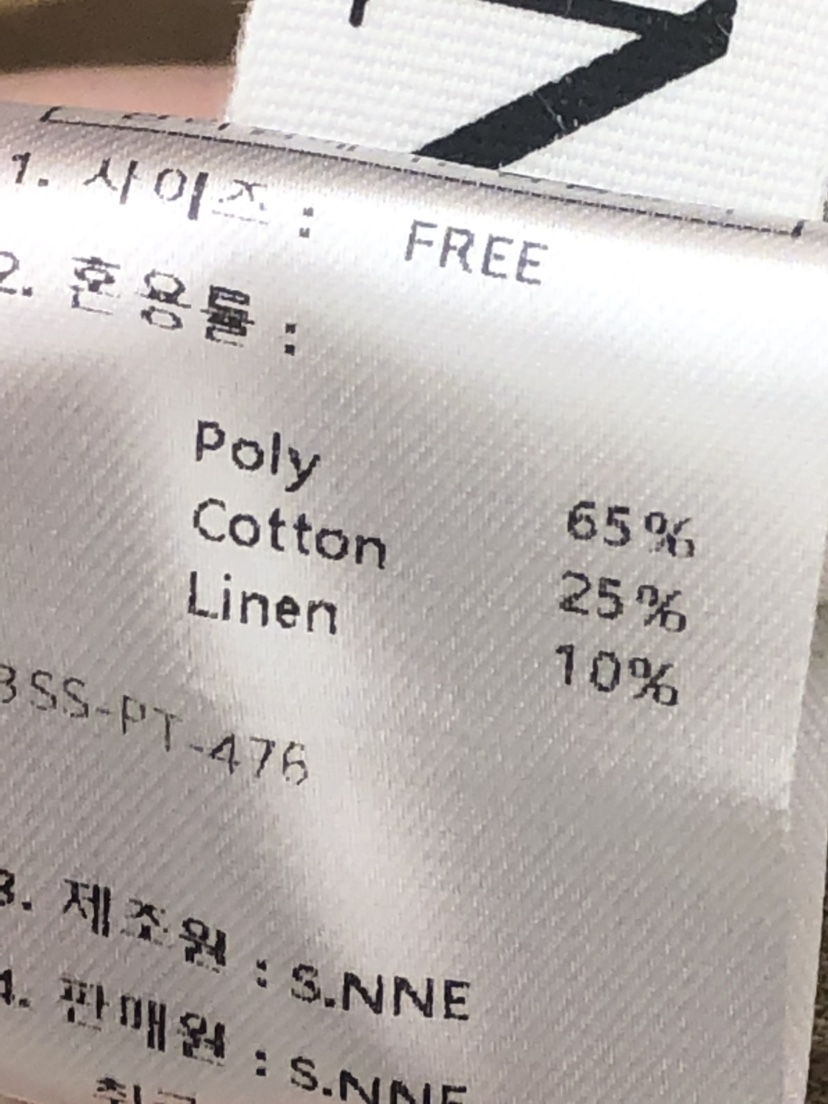 1. 사이즈 : FREE
2. 혼용률 :
Poly 65%
Cotton 25%
Linen 10%
BSS-PT-476
3. 제조원 : S.NNE
4. 판매원 : S.NNE